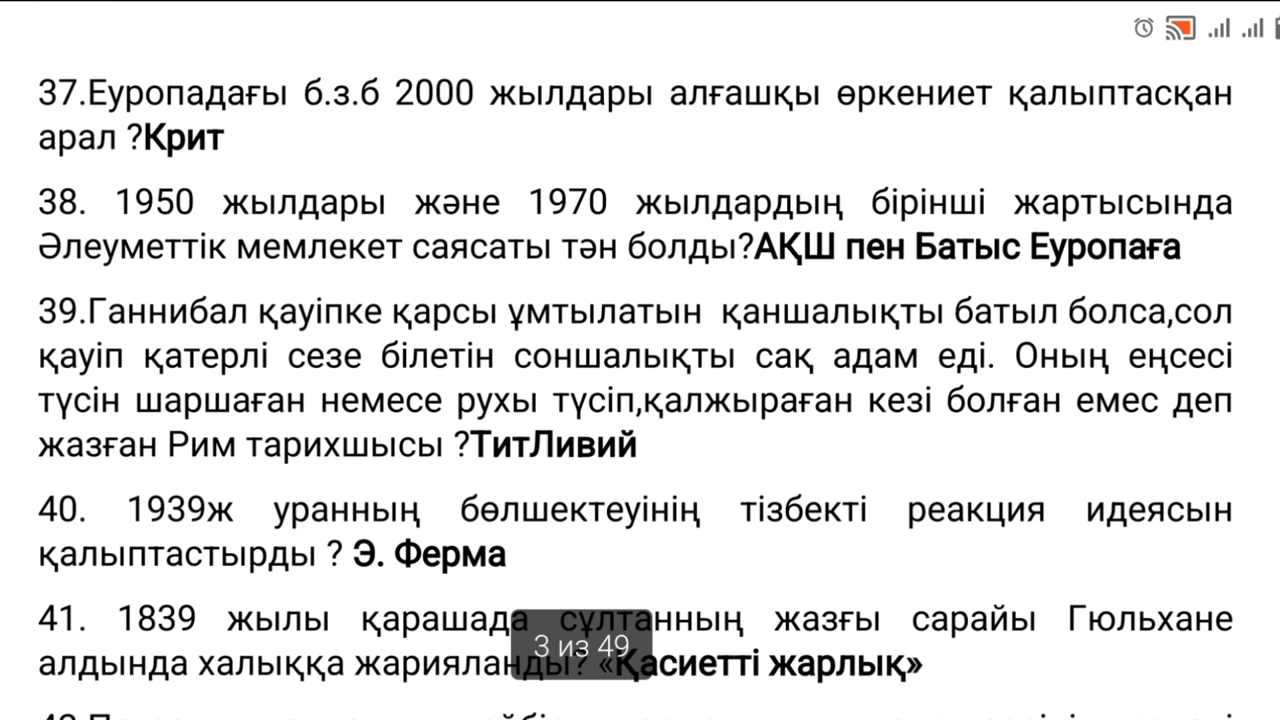 37.Еуропадағы б.з.б 2000 жылдары алғашқы өркениет қалыптасқан
арал ?Крит
38. 1950 жылдары және 1970 жылдардың бірінші жартысында
Әлеуметтік мемлекет саясаты тән болды?АҚШ пен Батыс Еуропаға
39.Ганнибал қауіпке қарсы ұмтылатын қаншалықты батыл болса,сол
қауіп қатерлі сезе білетін соншалықты сақ адам еді. Оның еңсесі
түсін шаршаған немесе рухы түсіп,қалжыраған кезі болған емес деп
жазған Рим тарихшысы ?ТитЛивий
40. 1939ж уранның бөлшектеуінің тізбекті реакция идеясын
қалыптастырды ? Э. Ферма
41. 1839 жылы қарашада сұлтанның жазғы сарайы Гюльхане
алдында халыққа жарияланды? «Қасиетті жарлық»
3 из 49